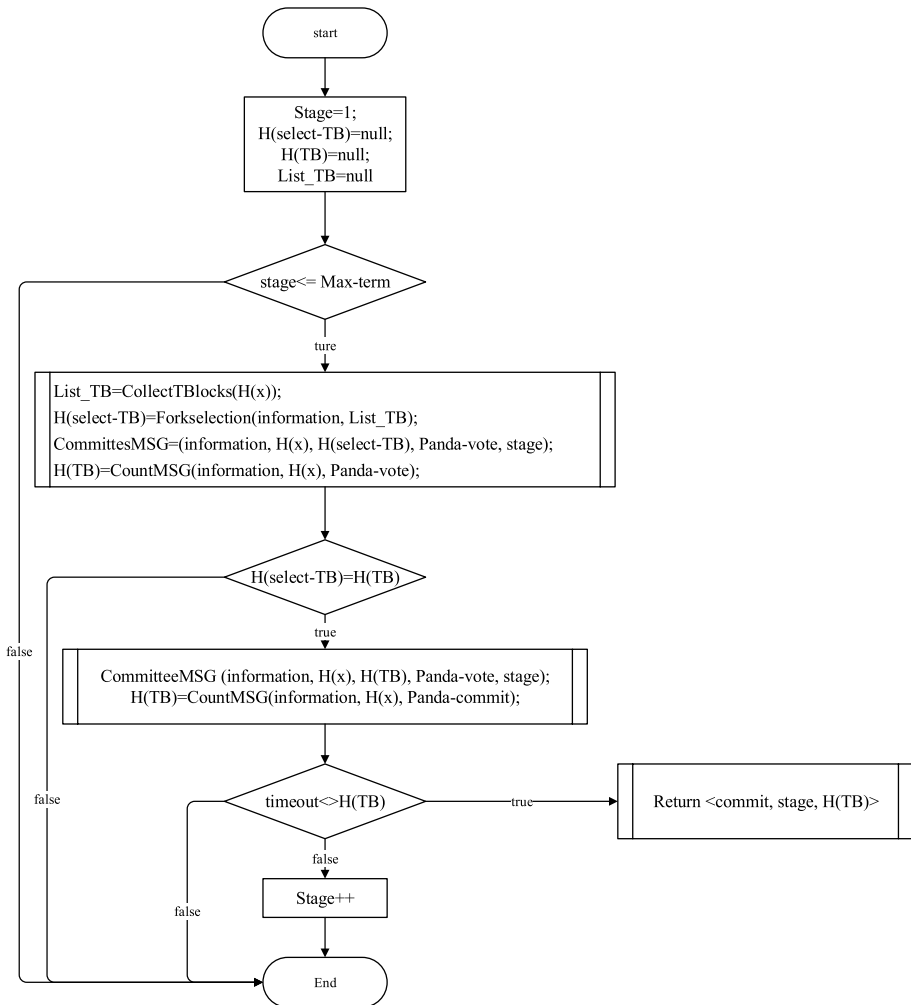 start
Stage=1;
H(select-TB)=null;
H(TB)=null;
List_TB=null
stage<= Max-term
ture
List_TB=CollectTBlocks(H(x));
H(select-TB)=Forkselection(information, List_TB);
CommittesMSG=(information, H(x), H(select-TB), Panda-vote, stage);
H(TB)=CountMSG(information, H(x), Panda-vote);
H(select-TB)=H(TB)
true
false
CommitteeMSG (information, H(x), H(TB), Panda-vote, stage);
H(TB)=CountMSG(information, H(x), Panda-commit);
false
timeout<>H(TB)
true
Return <commit, stage, H(TB)>
false
Stage++
false
End